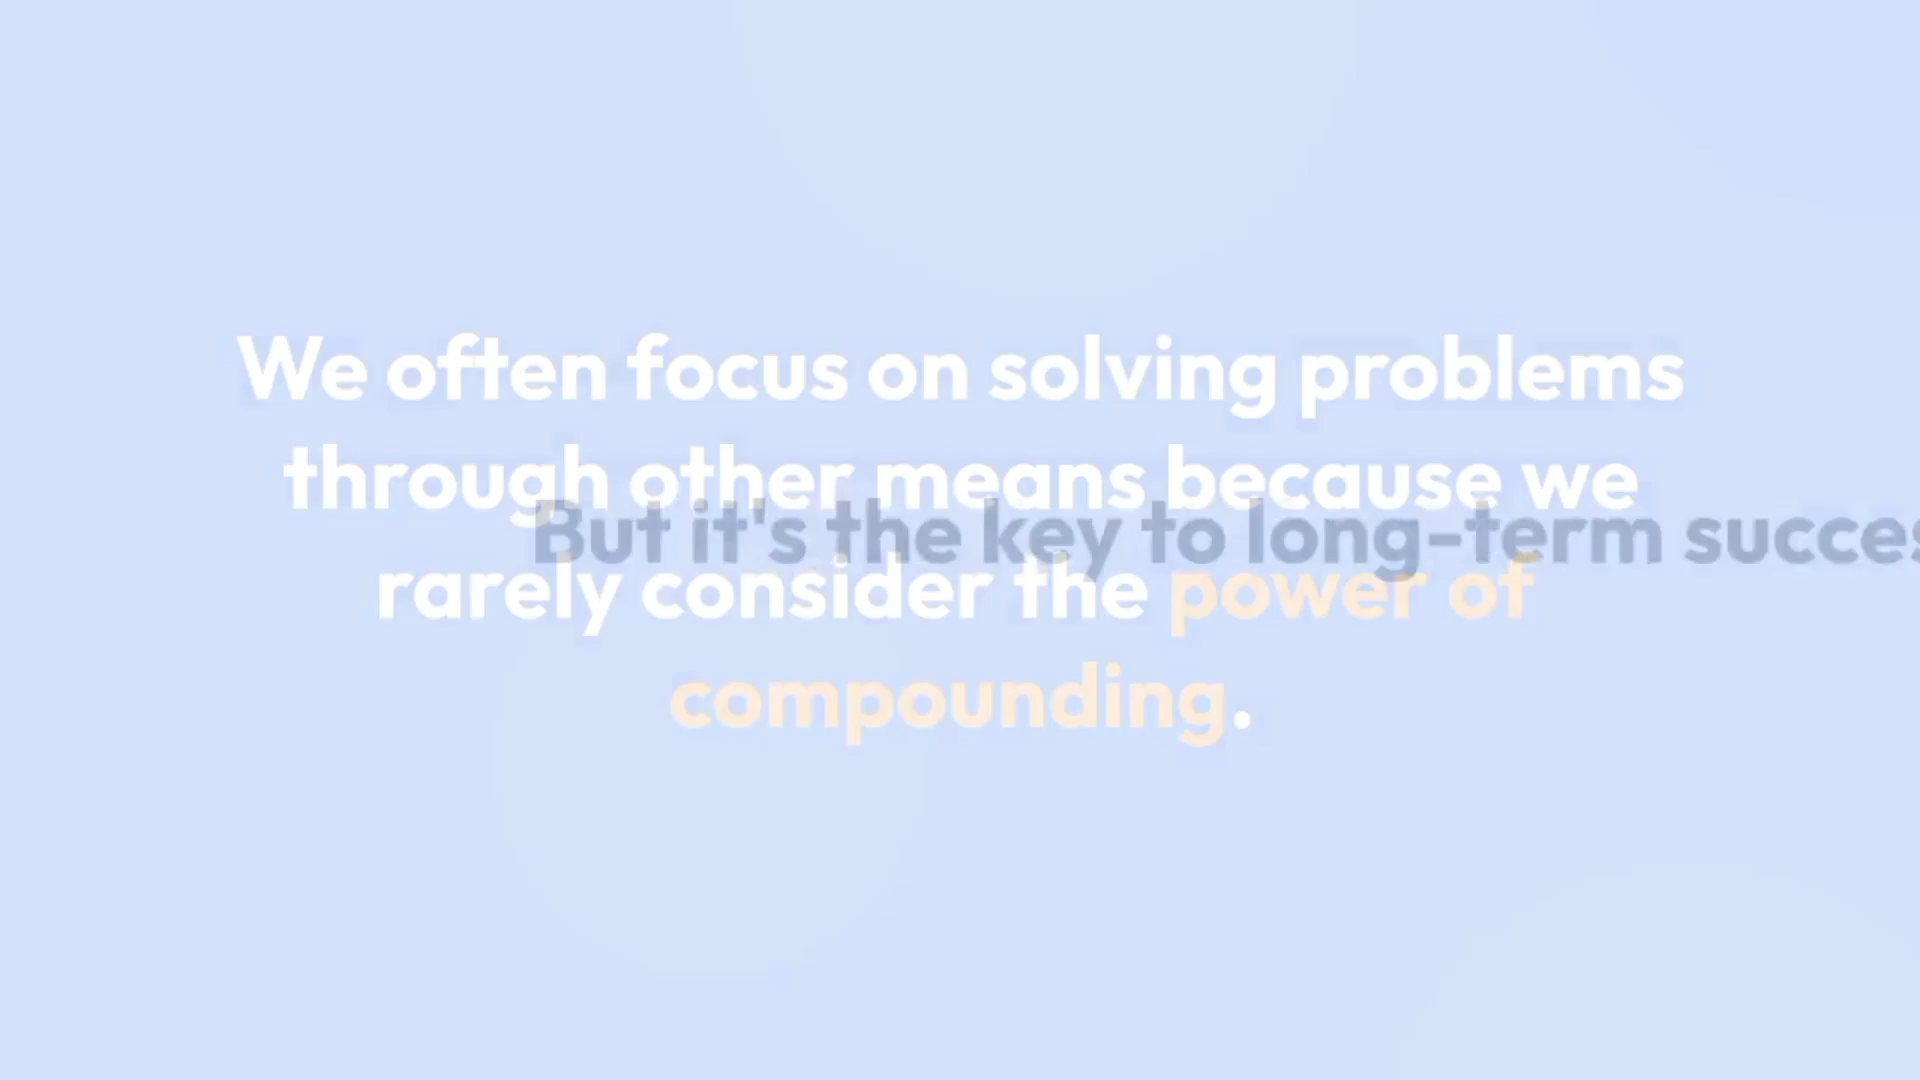 We often focus on solving problems
through other means because we
But it's the key to long-term succes
rarely consider the power of
compounding.